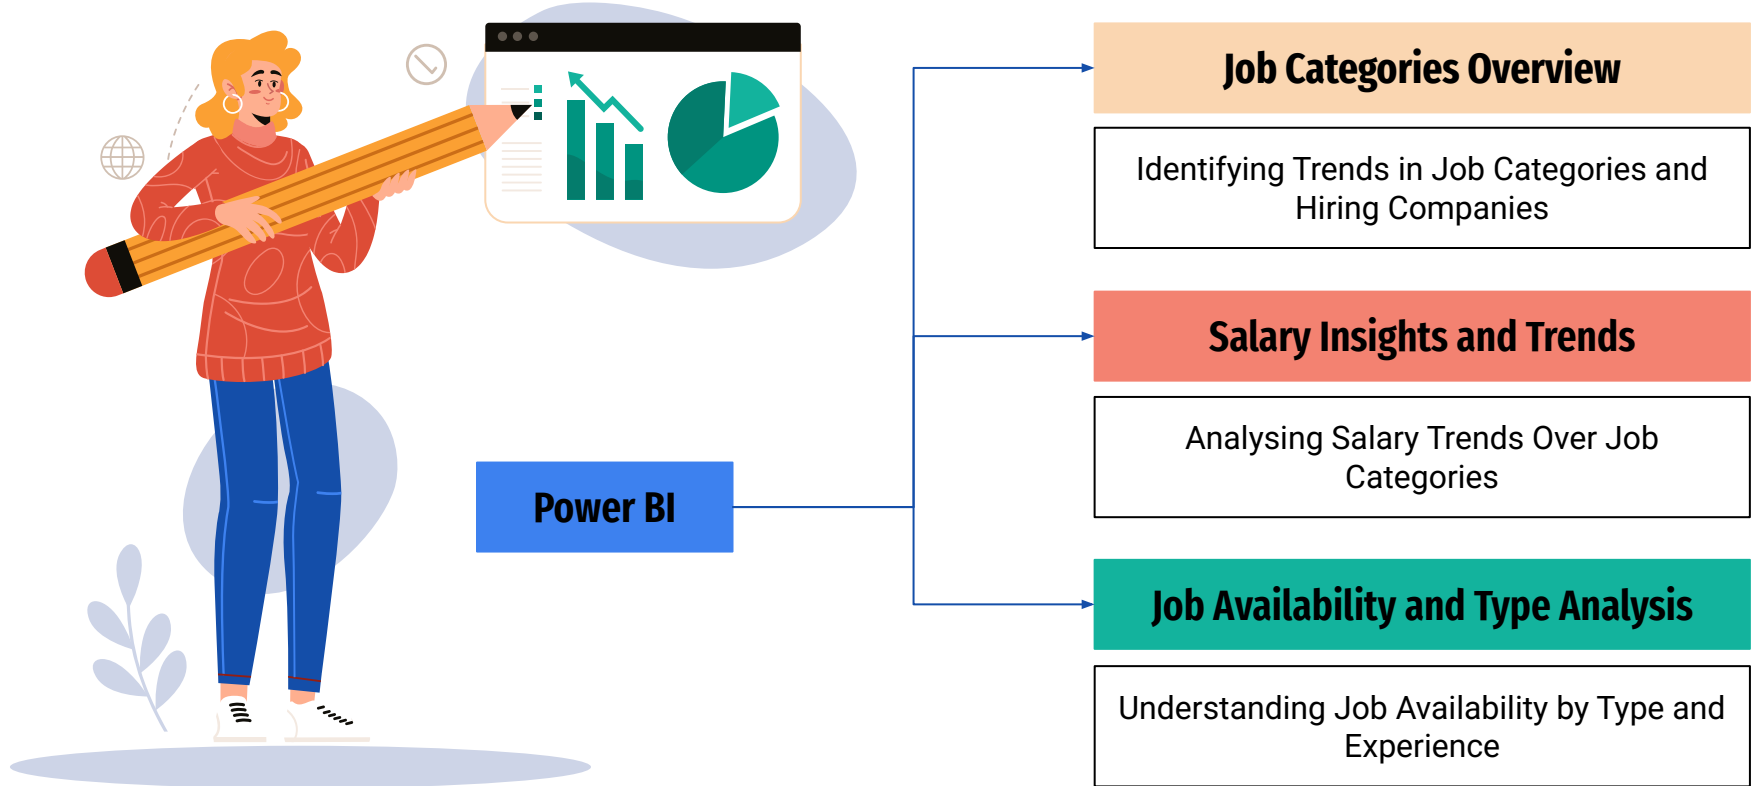 Job Categories Overview
Identifying Trends in Job Categories and
Hiring Companies
Salary Insights and Trends
Analysing Salary Trends Over Job
Categories
Power BI
Job Availability and Type Analysis
Understanding Job Availability by Type and
Experience